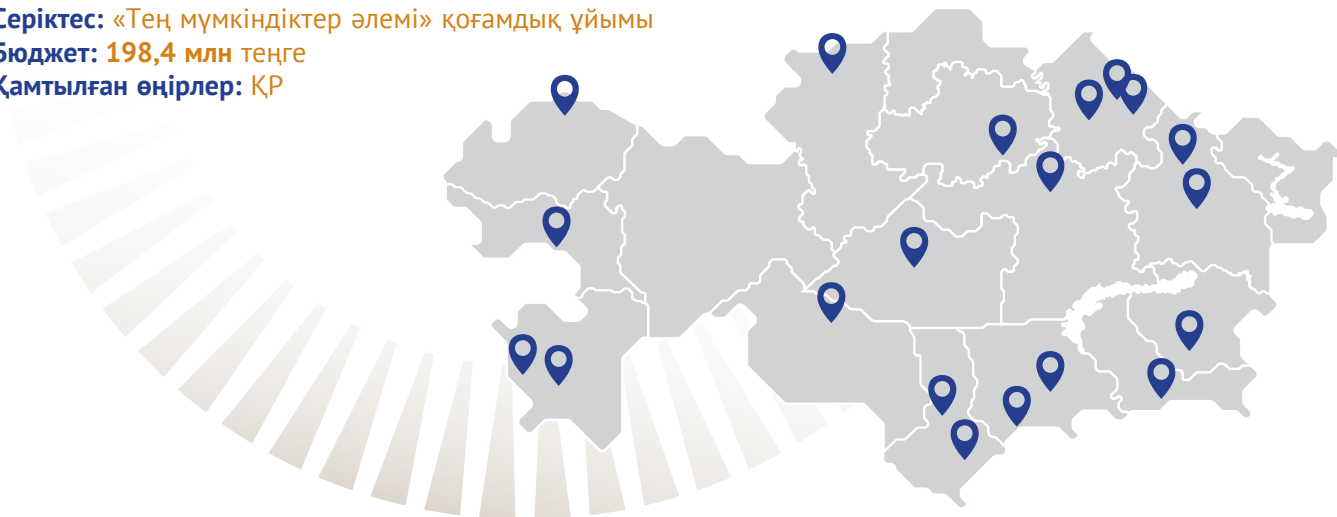 Серіктес: «Тең мүмкіндіктер әлемі» қоғамдық ұйымы
Бюджет: 198,4 млн теңге
Қамтылған өңірлер: ҚР